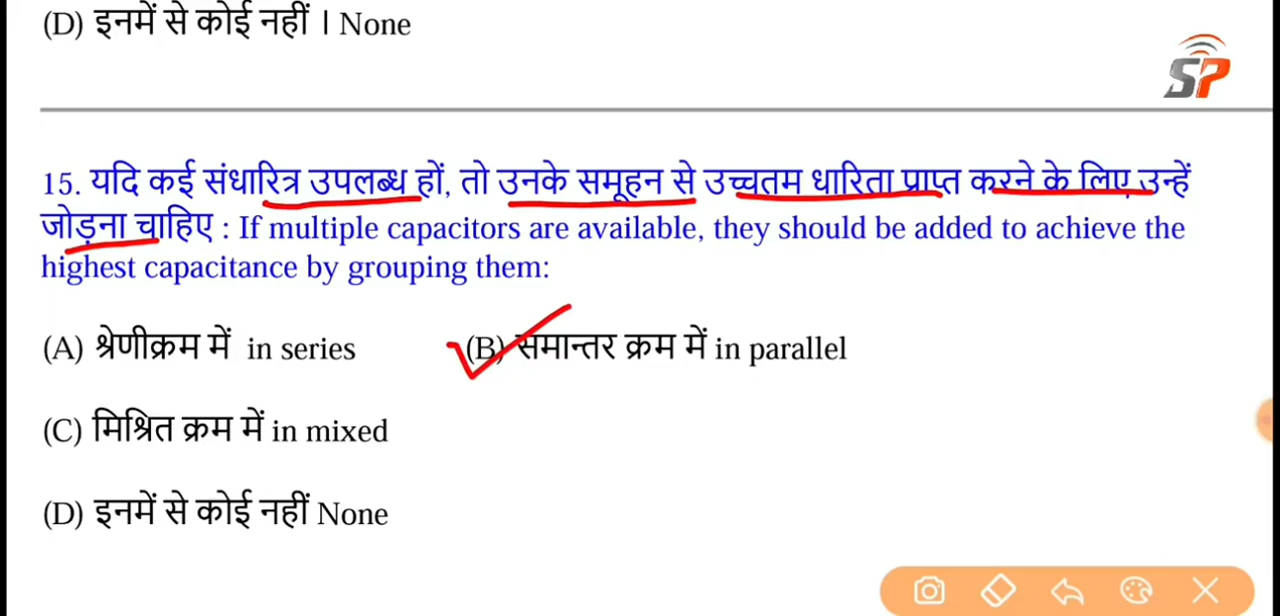 (D) इनमें से कोई नहीं । None
SP
15. यदि कई संधारित्र उपलब्ध हों, तो उनके समूहन से उच्चतम धारिता प्राप्त करने के लिए उन्हें
जोड़ना चाहिए : If multiple capacitors are available, they should be added to achieve the
highest capacitance by grouping them:
(A) श्रेणीक्रम में in series (B) समान्तर क्रम में in parallel
(C) मिश्रित क्रम में in mixed
(D) इनमें से कोई नहीं None